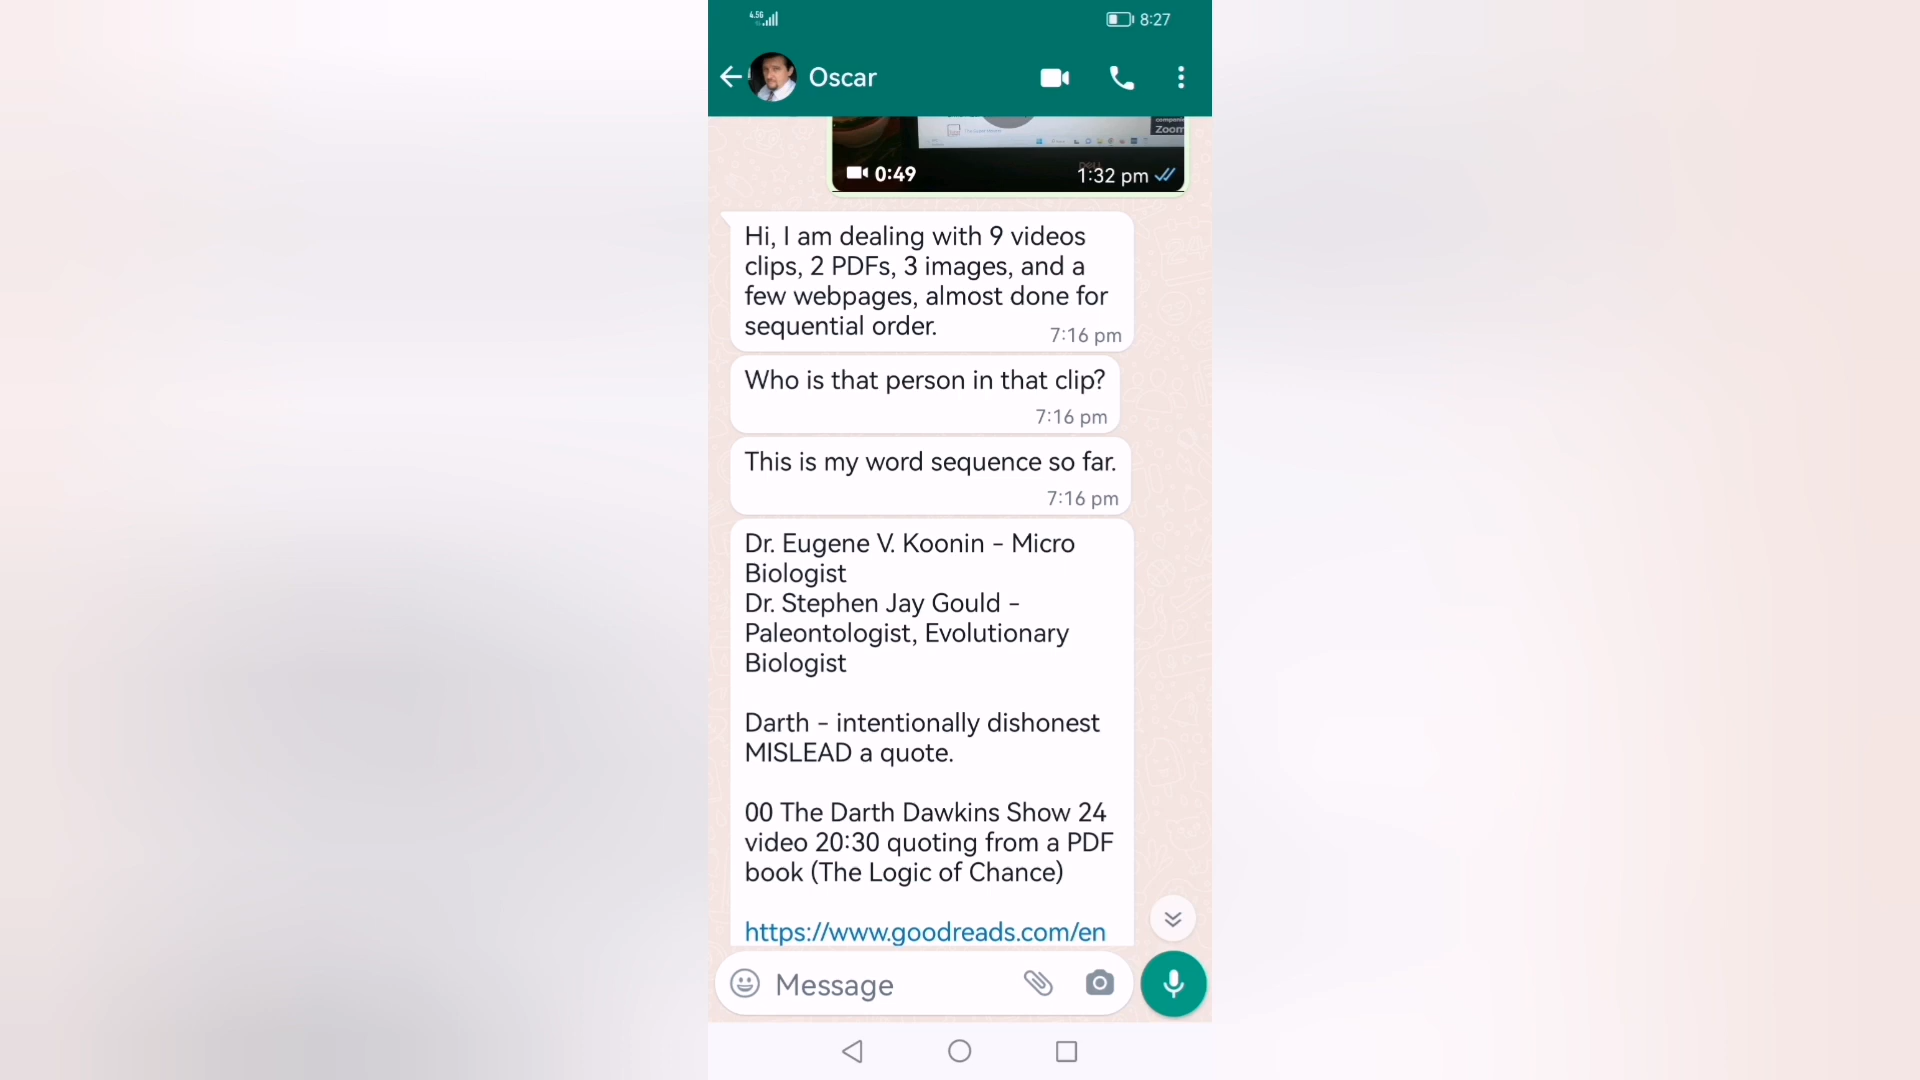 4.5G
8:27
Oscar
Zoom
DELL
0:49
1:32 pm
Hi, I am dealing with 9 videos
clips, 2 PDFs, 3 images, and a
few webpages, almost done for
sequential order.
7:16 pm
Who is that person in that clip?
7:16 pm
This is my word sequence so far.
7:16 pm
Dr. Eugene V. Koonin - Micro
Biologist
Dr. Stephen Jay Gould -
Paleontologist, Evolutionary
Biologist
Darth - intentionally dishonest
MISLEAD a quote.
00 The Darth Dawkins Show 24
video 20:30 quoting from a PDF
book (The Logic of Chance)
https://www.goodreads.com/en
Message